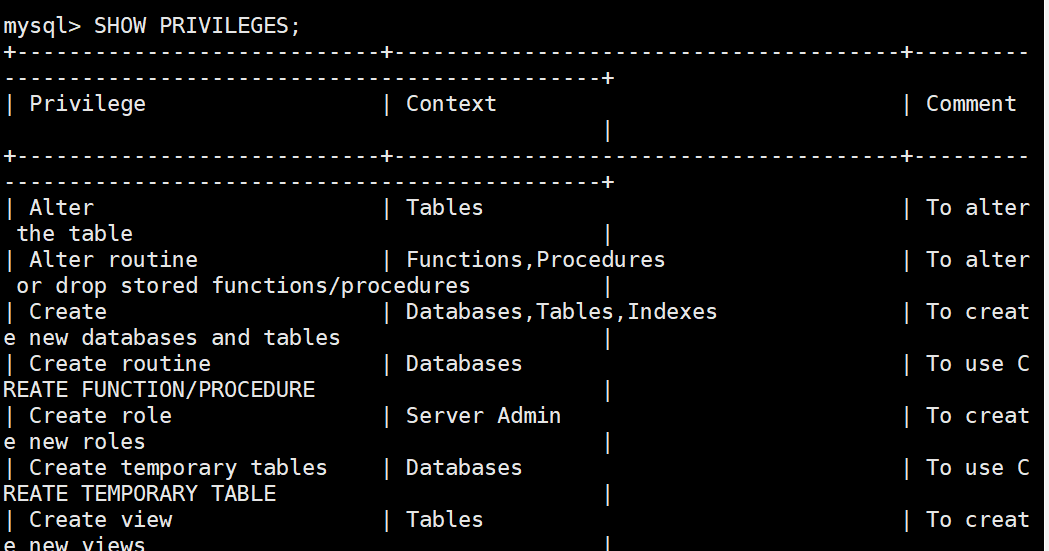 mysql> SHOW PRIVILEGES;
+----------------------------+---------------------------------------+---------
----------------------------------------------+
| Privilege                  | Context                               | Comment
                                              |
+----------------------------+---------------------------------------+---------
----------------------------------------------+
| Alter                      | Tables                                | To alter
 the table                                    |
| Alter routine              | Functions,Procedures                  | To alter
 or drop stored functions/procedures          |
| Create                     | Databases,Tables,Indexes              | To creat
e new databases and tables                    |
| Create routine             | Databases                             | To use C
REATE FUNCTION/PROCEDURE                      |
| Create role                | Server Admin                          | To creat
e new roles                                   |
| Create temporary tables    | Databases                             | To use C
REATE TEMPORARY TABLE                         |
| Create view                | Tables                                | To creat
e new views                                   |